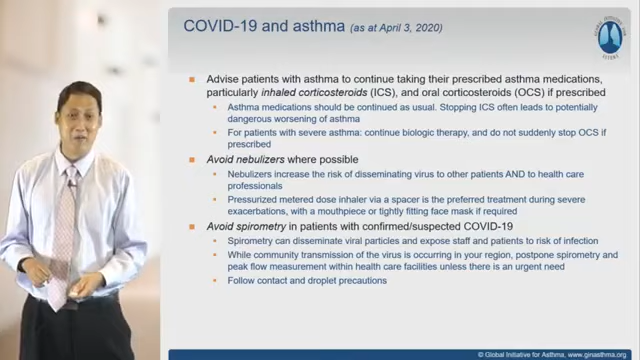 COVID-19 and asthma (as at April 3, 2020)
Advise patients with asthma to continue taking their prescribed asthma medications,
particularly inhaled corticosteroids (ICS), and oral corticosteroids (OCS) if prescribed
Asthma medications should be continued as usual. Stopping ICS often leads to potentially
dangerous worsening of asthma
For patients with severe asthma: continue biologic therapy, and do not suddenly stop OCS if
prescribed
Avoid nebulizers where possible
Nebulizers increase the risk of disseminating virus to other patients AND to health care
professionals
Pressurized metered dose inhaler via a spacer is the preferred treatment during severe
exacerbations, with a mouthpiece or tightly fitting face mask if required
Avoid spirometry in patients with confirmed/suspected COVID-19
Spirometry can disseminate viral particles and expose staff and patients to risk of infection
While community transmission of the virus is occurring in your region, postpone spirometry and
peak flow measurement within health care facilities unless there is an urgent need
Follow contact and droplet precautions
© Global Initiative for Asthma, www.ginasthma.org